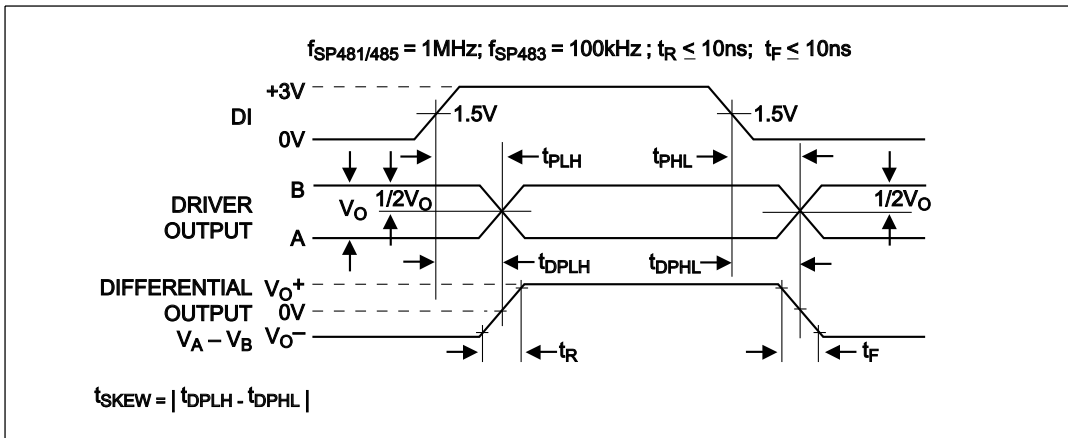 fSP481/485 = 1MHz; fSP483 = 100kHz ; tR ≤ 10ns; tF ≤ 10ns
+3V
DI
1.5V
1.5V
0V
tPLH
tPHL
B
DRIVER
OUTPUT
VO
1/2VO
1/2VO
A
tDPLH
tDPHL
DIFFERENTIAL
OUTPUT
VA – VB
VO+
0V
VO–
tR
tF
tSKEW = | tDPLH - tDPHL |